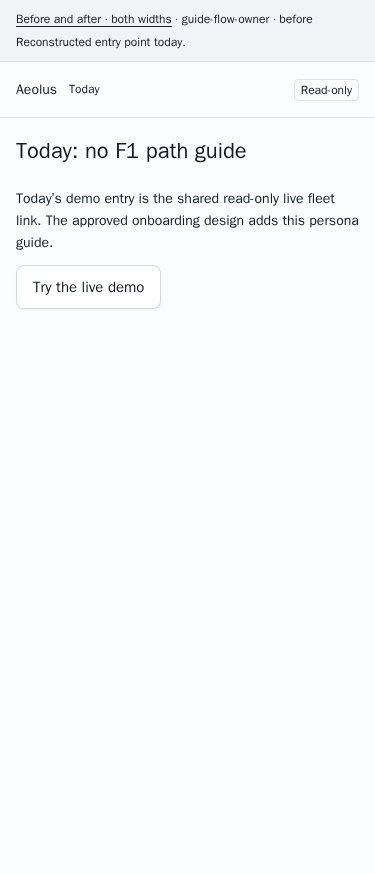 Before and after · both widths · guide-flow-owner · before
Reconstructed entry point today.
Aeolus Today Read-only
Today: no F1 path guide
Today’s demo entry is the shared read-only live fleet
link. The approved onboarding design adds this persona
guide.
Try the live demo